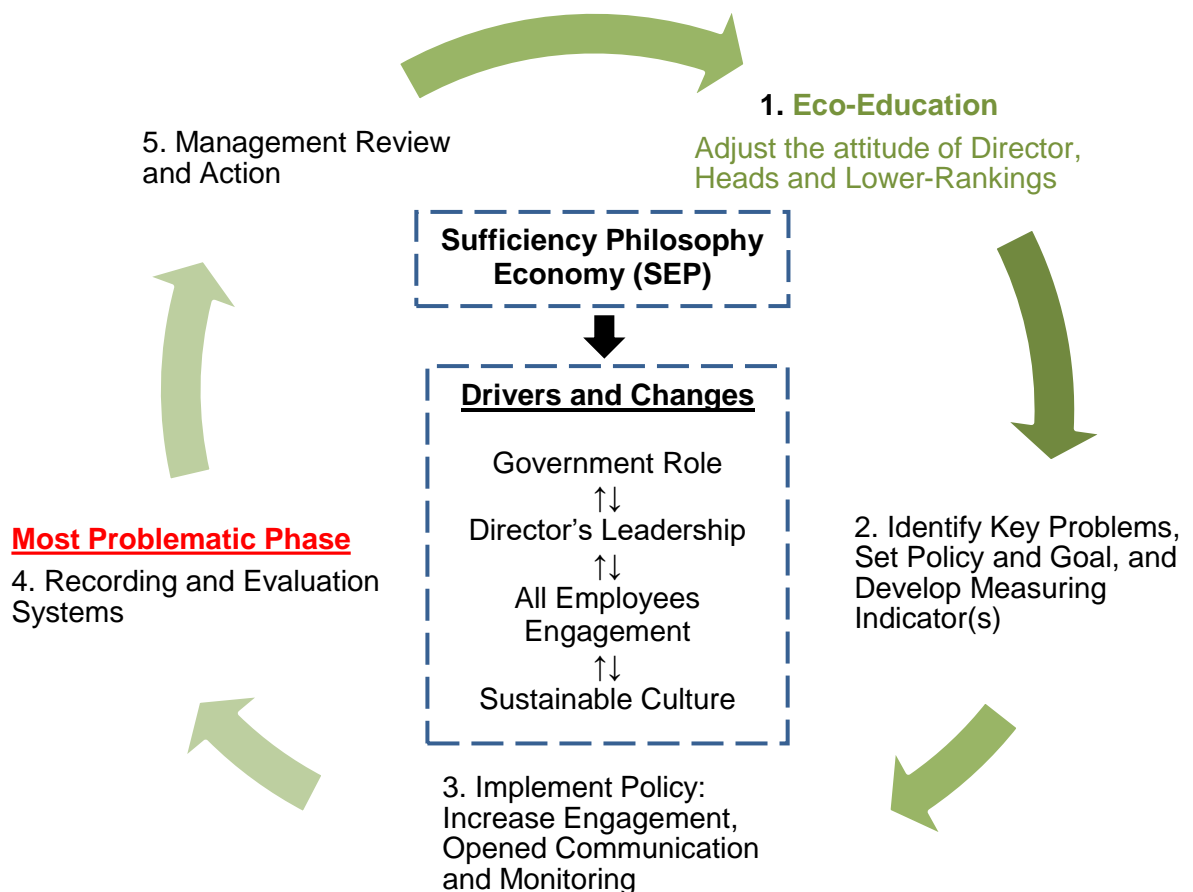 1. Eco-Education
Adjust the attitude of Director,
Heads and Lower-Rankings
2. Identify Key Problems,
Set Policy and Goal, and
Develop Measuring
Indicator(s)
3. Implement Policy:
Increase Engagement,
Opened Communication
and Monitoring
Most Problematic Phase
4. Recording and Evaluation
Systems
5. Management Review
and Action
Sufficiency Philosophy
Economy (SEP)
Drivers and Changes
Government Role
↑↓
Director’s Leadership
↑↓
All Employees
Engagement
↑↓
Sustainable Culture